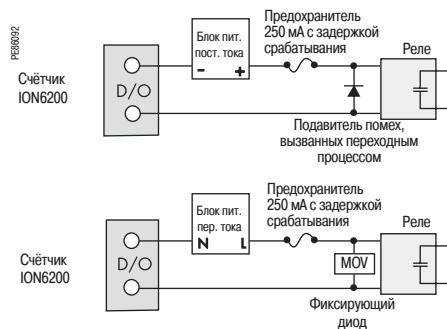 PE86092
Счётчик
ION6200
D/O
Блок пит.
пост. тока
- +
Предохранитель
250 мА с задержкой
срабатывания
Реле
Подавитель помех,
вызванных переходным
процессом
Счётчик
ION6200
D/O
Блок пит.
пер. тока
N L
Предохранитель
250 мА с задержкой
срабатывания
Реле
MOV
Фиксирующий
диод